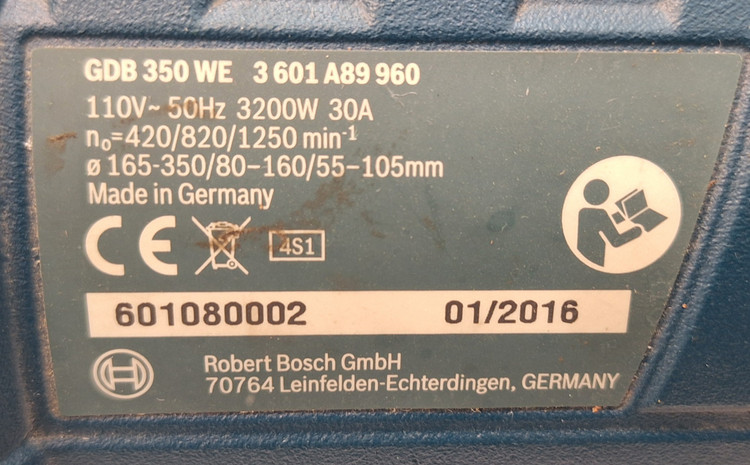 GDB 350 WE 3 601 A89 960
110V~ 50Hz 3200W 30A
n₀=420/820/1250 min⁻¹
ø 165-350/80–160/55–105mm
Made in Germany
CE
4S1
601080002 01/2016
Robert Bosch GmbH
70764 Leinfelden-Echterdingen, GERMANY